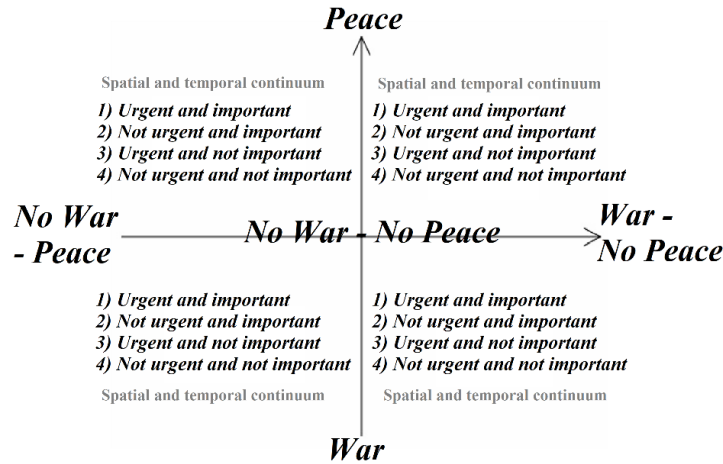 Peace
Spatial and temporal continuum
1) Urgent and important
2) Not urgent and important
3) Urgent and not important
4) Not urgent and not important
Spatial and temporal continuum
1) Urgent and important
2) Not urgent and important
3) Urgent and not important
4) Not urgent and not important
No War
- Peace
No War - No Peace
War -
No Peace
1) Urgent and important
2) Not urgent and important
3) Urgent and not important
4) Not urgent and not important
Spatial and temporal continuum
1) Urgent and important
2) Not urgent and important
3) Urgent and not important
4) Not urgent and not important
Spatial and temporal continuum
War